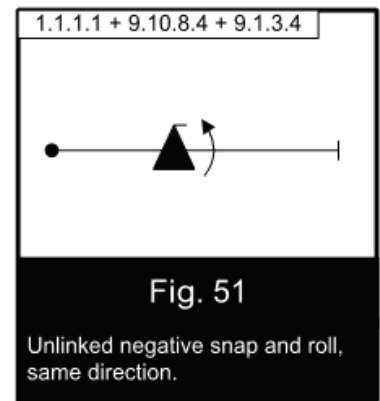 1.1.1.1 + 9.10.8.4 + 9.1.3.4
Fig. 51
Unlinked negative snap and roll,
same direction.